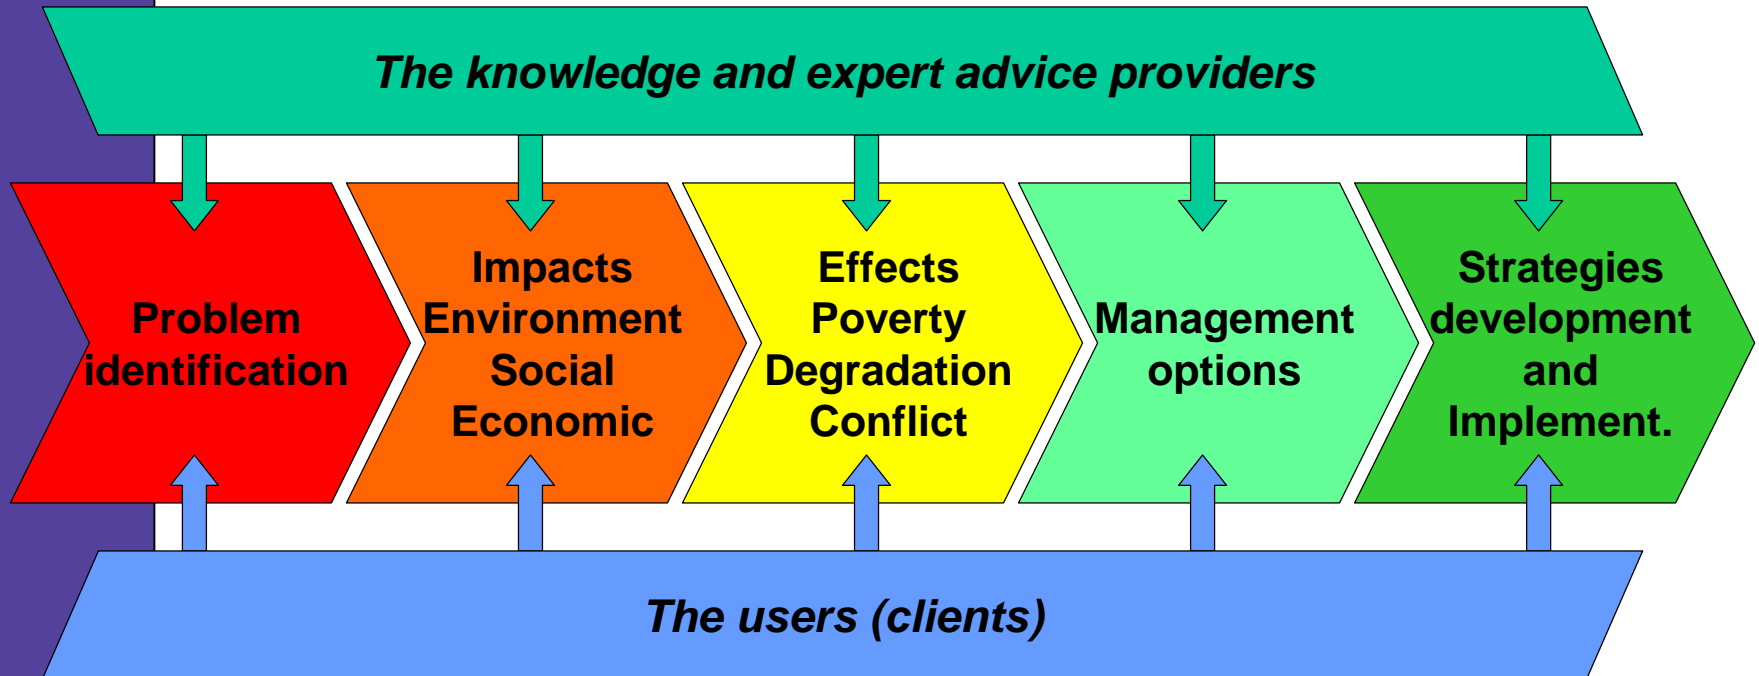 The knowledge and expert advice providers
Problem
identification
Impacts
Environment
Social
Economic
Effects
Poverty
Degradation
Conflict
Management
options
Strategies
development
and
Implement.
The users (clients)